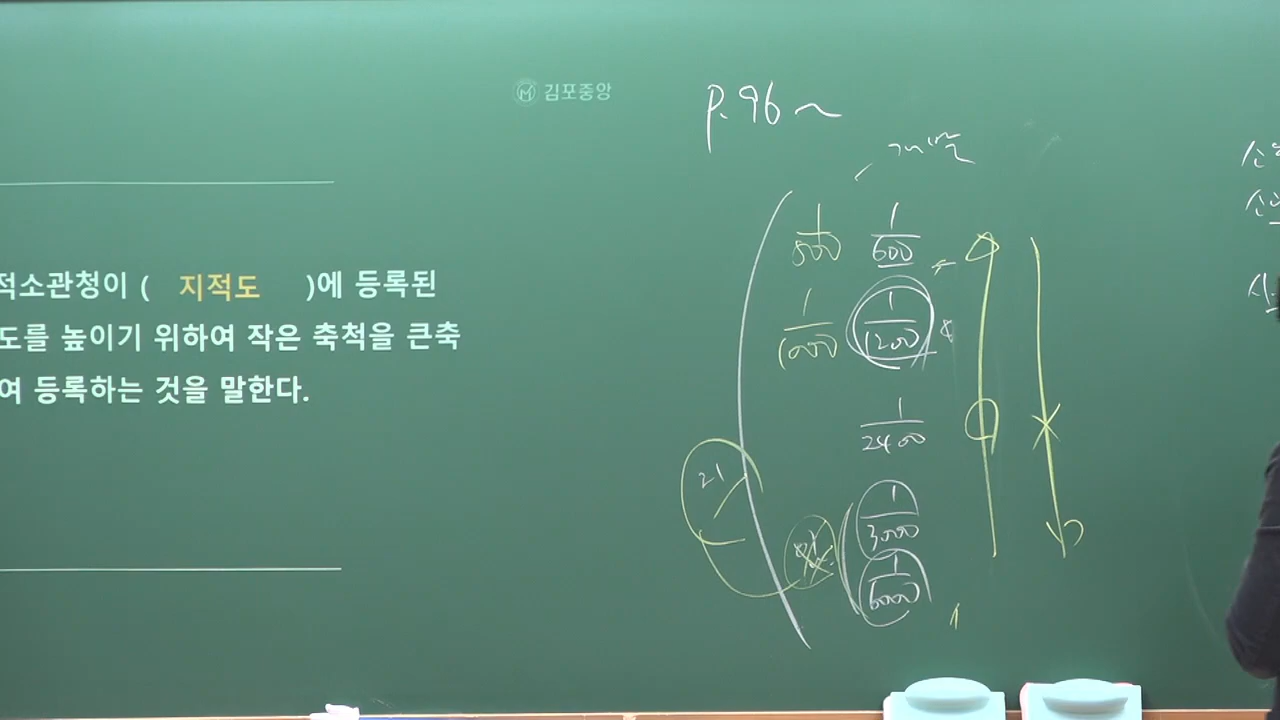 김포중앙
P.96~
적소관청이 ( 지적도 )에 등록된
도를 높이기 위하여 작은 축척을 큰축
여 등록하는 것을 말한다.
1/500 1/600
1/1000 1/1200
1/2400
1/3000
1/6000